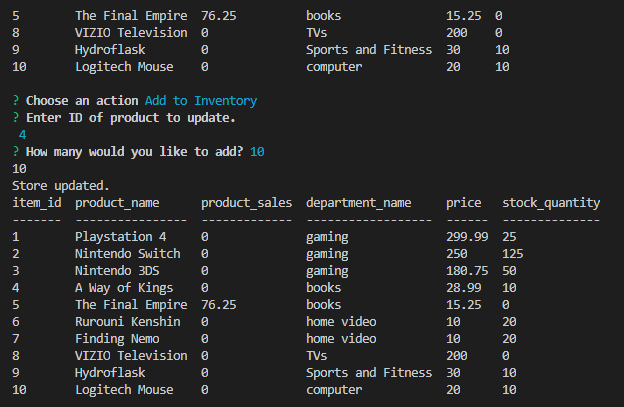 5       The Final Empire  76.25          books               15.25   0
8       VIZIO Television  0              TVs                 200     0
9       Hydroflask        0              Sports and Fitness  30      10
10      Logitech Mouse    0              computer            20      10
? Choose an action Add to Inventory
? Enter ID of product to update.
 4
? How many would you like to add? 10
10
Store updated.
item_id  product_name      product_sales  department_name     price   stock_quantity
-------  ----------------  -------------  ------------------  ------  --------------
1        Playstation 4     0              gaming              299.99  25
2        Nintendo Switch   0              gaming              250     125
3        Nintendo 3DS      0              gaming              180.75  50
4        A Way of Kings    0              books               28.99   10
5        The Final Empire  76.25          books               15.25   0
6        Rurouni Kenshin   0              home video          10      20
7        Finding Nemo      0              home video          10      20
8        VIZIO Television  0              TVs                 200     0
9        Hydroflask        0              Sports and Fitness  30      10
10       Logitech Mouse    0              computer            20      10